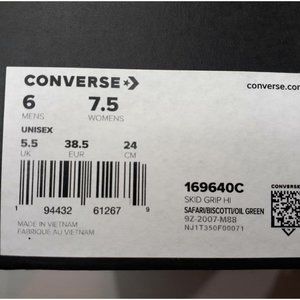 CONVERSE
converse.com
6 7.5
MENS WOMENS
UNISEX
5.5 38.5 24
UK EUR CM
1 94432 61267 9
MADE IN VIETNAM
FABRIQUÉ AU VIETNAM
169640C
SKID GRIP HI
SAFARI/BISCOTTI/OIL GREEN
9Z-2007-M88
NJ1T350F00071
CONVERSE